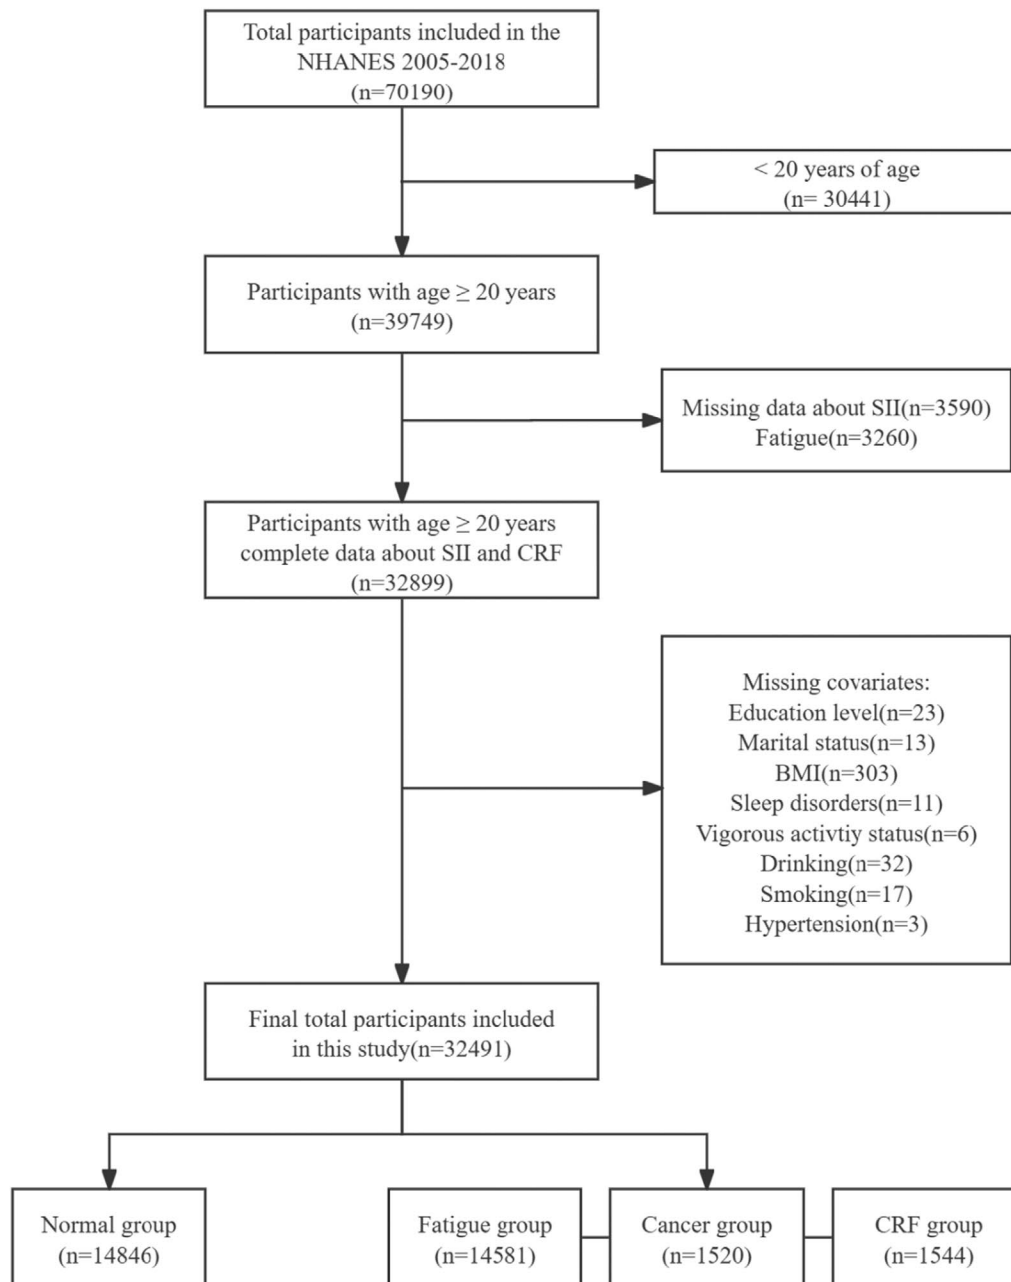 Total participants included in the
NHANES 2005-2018
(n=70190)
< 20 years of age
(n= 30441)
Participants with age ≥ 20 years
(n=39749)
Missing data about SII(n=3590)
Fatigue(n=3260)
Participants with age ≥ 20 years
complete data about SII and CRF
(n=32899)
Missing covariates:
Education level(n=23)
Marital status(n=13)
BMI(n=303)
Sleep disorders(n=11)
Vigorous activtiy status(n=6)
Drinking(n=32)
Smoking(n=17)
Hypertension(n=3)
Final total participants included
in this study(n=32491)
Normal group
(n=14846)
Fatigue group
(n=14581)
Cancer group
(n=1520)
CRF group
(n=1544)